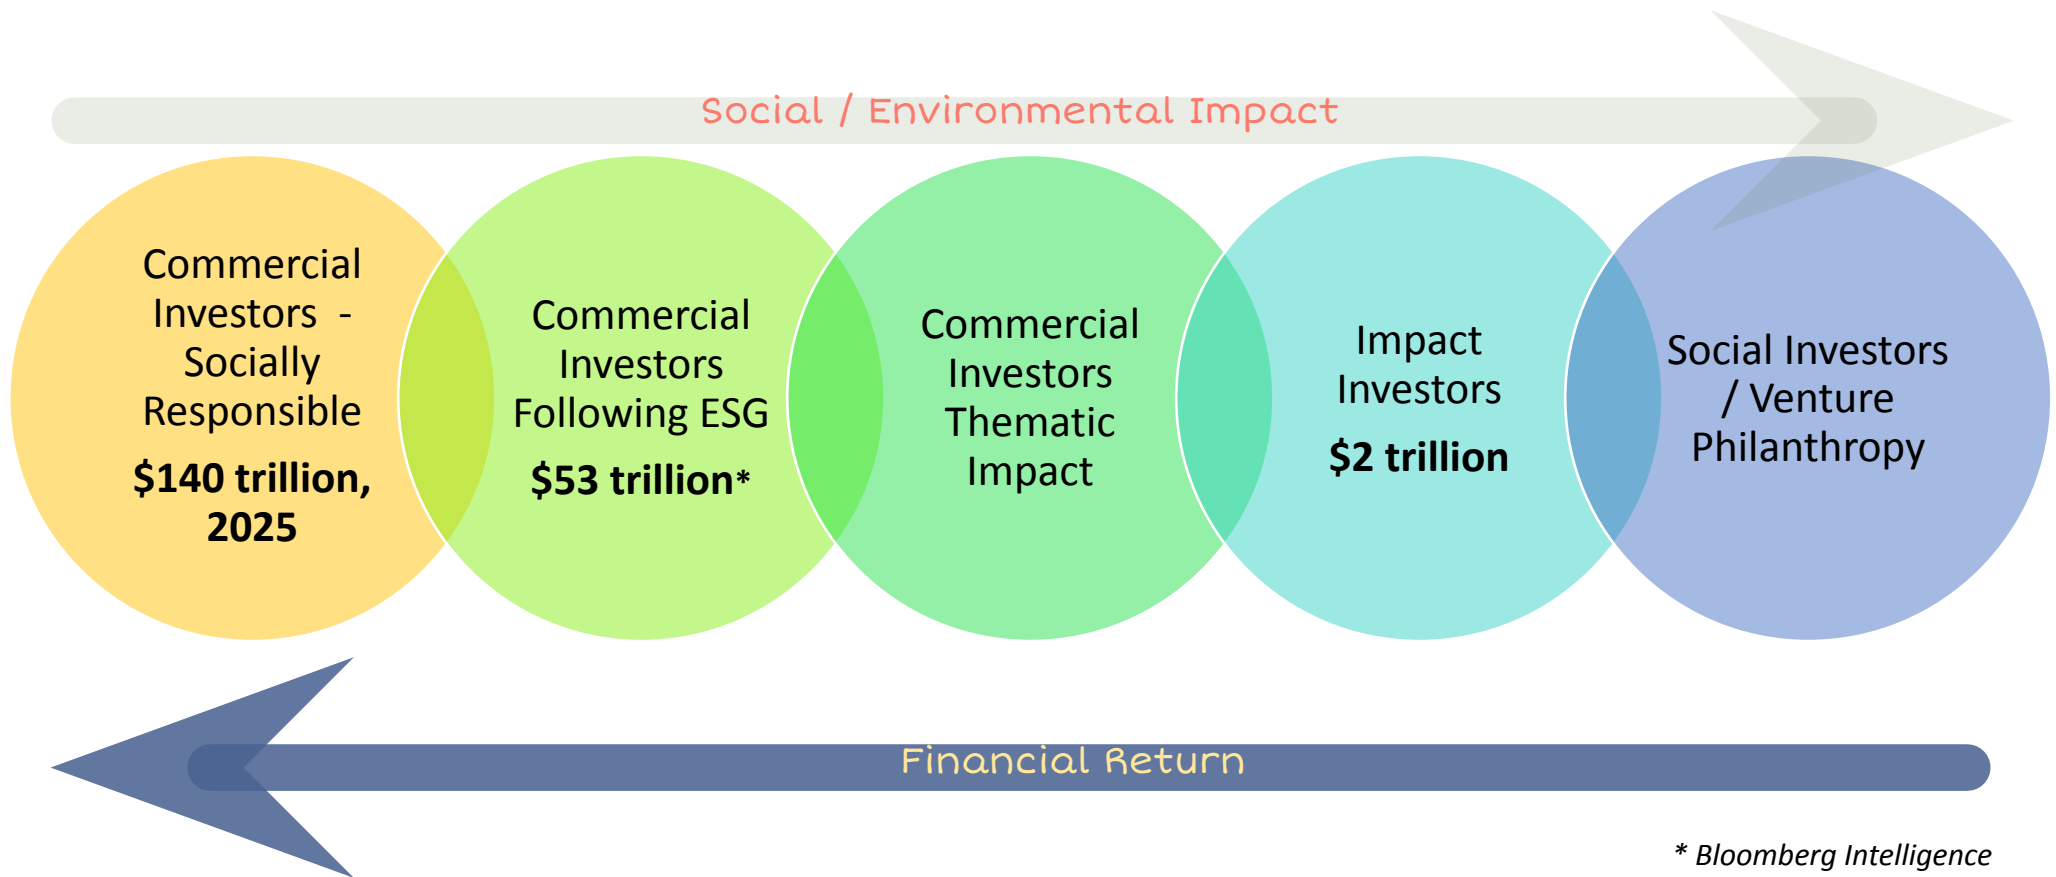 Social / Environmental Impact
Commercial
Investors  -
Socially
Responsible
$140 trillion,
2025
Commercial
Investors
Following ESG
$53 trillion*
Commercial
Investors
Thematic
Impact
Impact
Investors
$2 trillion
Social Investors
/ Venture
Philanthropy
Financial Return
* Bloomberg Intelligence